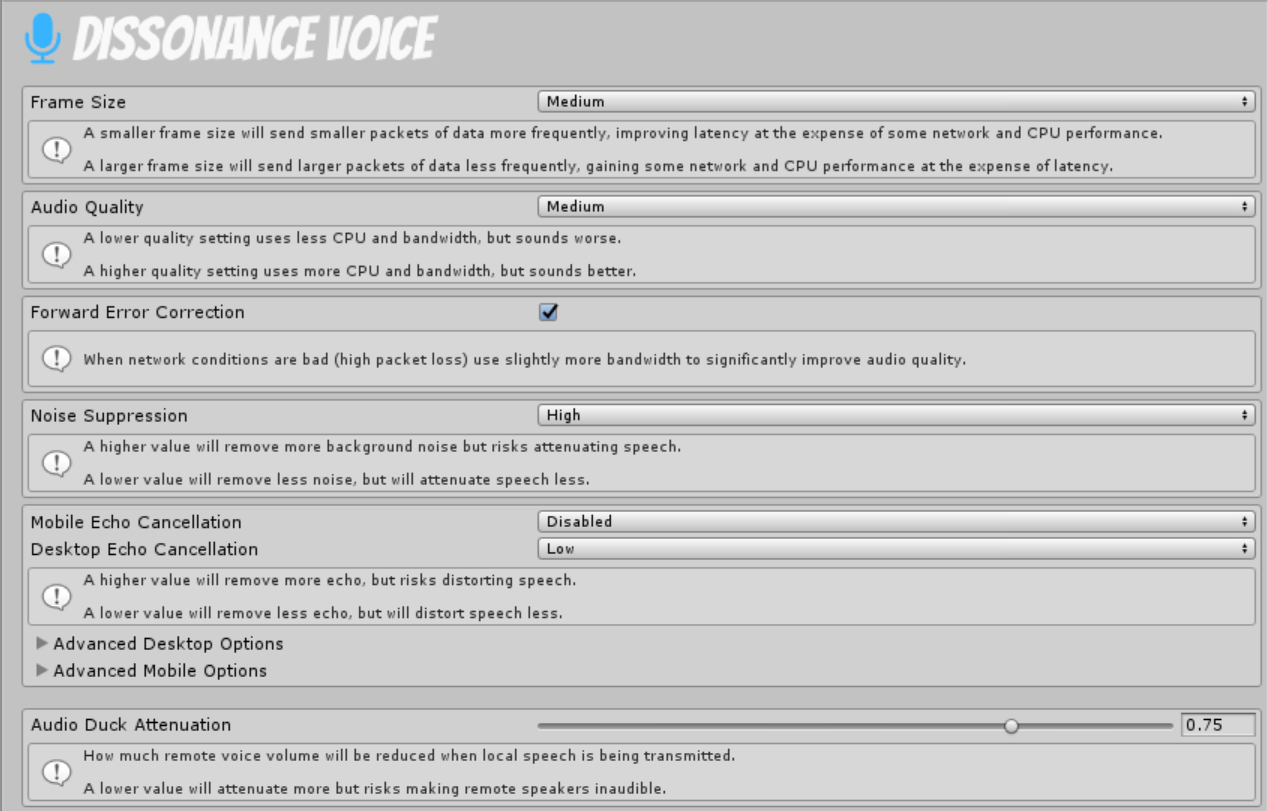 DISSONANCE VOICE
Frame Size Medium
A smaller frame size will send smaller packets of data more frequently, improving latency at the expense of some network and CPU performance.
A larger frame size will send larger packets of data less frequently, gaining some network and CPU performance at the expense of latency.
Audio Quality Medium
A lower quality setting uses less CPU and bandwidth, but sounds worse.
A higher quality setting uses more CPU and bandwidth, but sounds better.
Forward Error Correction
When network conditions are bad (high packet loss) use slightly more bandwidth to significantly improve audio quality.
Noise Suppression High
A higher value will remove more background noise but risks attenuating speech.
A lower value will remove less noise, but will attenuate speech less.
Mobile Echo Cancellation Disabled
Desktop Echo Cancellation Low
A higher value will remove more echo, but risks distorting speech.
A lower value will remove less echo, but will distort speech less.
Advanced Desktop Options
Advanced Mobile Options
Audio Duck Attenuation 0.75
How much remote voice volume will be reduced when local speech is being transmitted.
A lower value will attenuate more but risks making remote speakers inaudible.